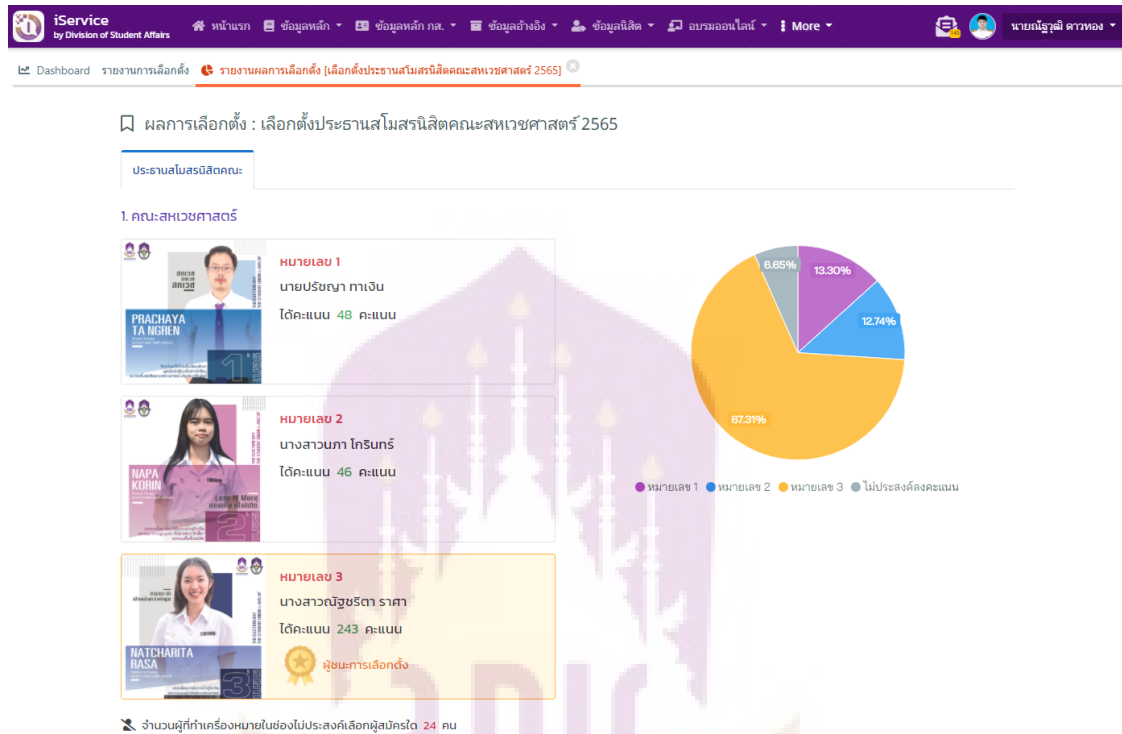 iService
by Division of Student Affairs
หน้าแรก ข้อมูลหลัก ข้อมูลหลัก กส. ข้อมูลอ้างอิง ข้อมูลนิสิต อบรมออนไลน์ More นายณัฐวุฒิ ดาวทอง
Dashboard รายงานการเลือกตั้ง รายงานผลการเลือกตั้ง [เลือกตั้งประธานสโมสรนิสิตคณะสหเวชศาสตร์ 2565]
ผลการเลือกตั้ง : เลือกตั้งประธานสโมสรนิสิตคณะสหเวชศาสตร์ 2565
ประธานสโมสรนิสิตคณะ
1. คณะสหเวชศาสตร์
PRACHAYA
TA NGREN
1
หมายเลข 1
นายปรัชญา ทาเงิน
ได้คะแนน 48 คะแนน
NAPA
KORIN
Less is More
2
หมายเลข 2
นางสาวนภา โกรินทร์
ได้คะแนน 46 คะแนน
NATCHARITA
RASA
3
หมายเลข 3
นางสาวณัฐชริตา ราศา
ได้คะแนน 243 คะแนน
ผู้ชนะการเลือกตั้ง
6.65%
13.30%
12.74%
67.31%
หมายเลข 1 หมายเลข 2 หมายเลข 3 ไม่ประสงค์ลงคะแนน
จำนวนผู้ที่ทำเครื่องหมายในช่องไม่ประสงค์เลือกผู้สมัครใด 24 คน